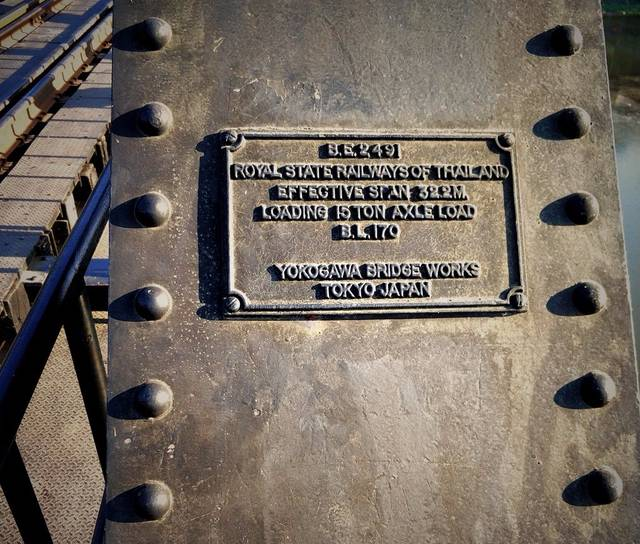 B.E.2491
ROYAL STATE RAILWAYS OF THAILAND
EFFECTIVE SPAN 32.2 M.
LOADING 15 TON AXLE LOAD
B.L.170
YOKOGAWA BRIDGE WORKS
TOKYO JAPAN